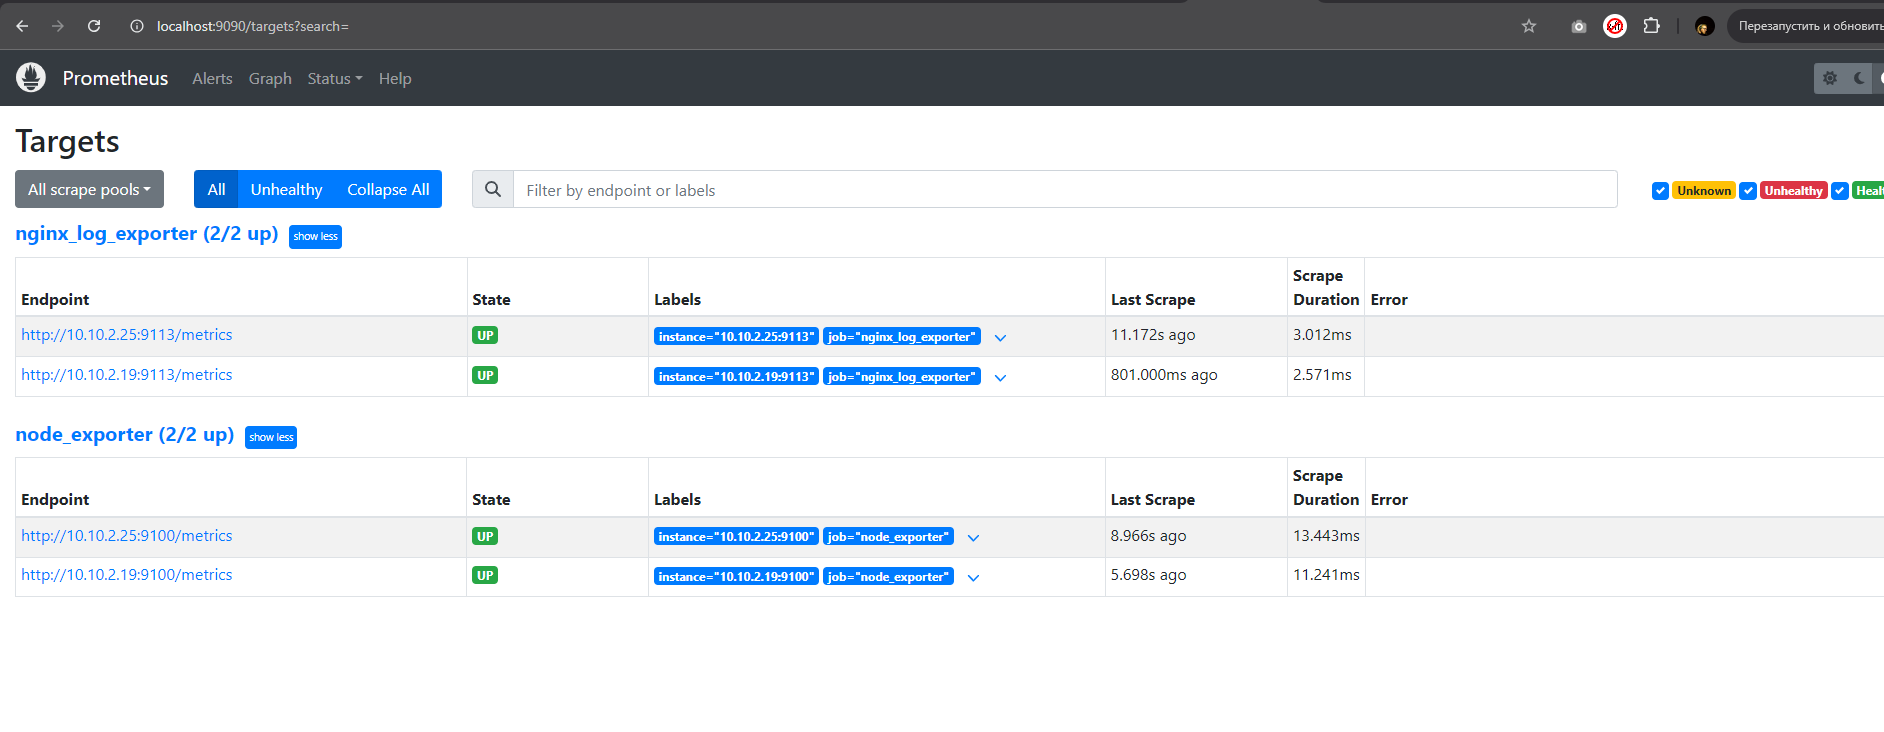 localhost:9090/targets?search=
Перезапустить и обновить
Prometheus Alerts Graph Status Help
Targets
All scrape pools All Unhealthy Collapse All Filter by endpoint or labels Unknown Unhealthy Healt
nginx_log_exporter (2/2 up) show less
Endpoint State Labels Last Scrape Scrape Duration Error
http://10.10.2.25:9113/metrics UP instance="10.10.2.25:9113" job="nginx_log_exporter" 11.172s ago 3.012ms
http://10.10.2.19:9113/metrics UP instance="10.10.2.19:9113" job="nginx_log_exporter" 801.000ms ago 2.571ms
node_exporter (2/2 up) show less
Endpoint State Labels Last Scrape Scrape Duration Error
http://10.10.2.25:9100/metrics UP instance="10.10.2.25:9100" job="node_exporter" 8.966s ago 13.443ms
http://10.10.2.19:9100/metrics UP instance="10.10.2.19:9100" job="node_exporter" 5.698s ago 11.241ms